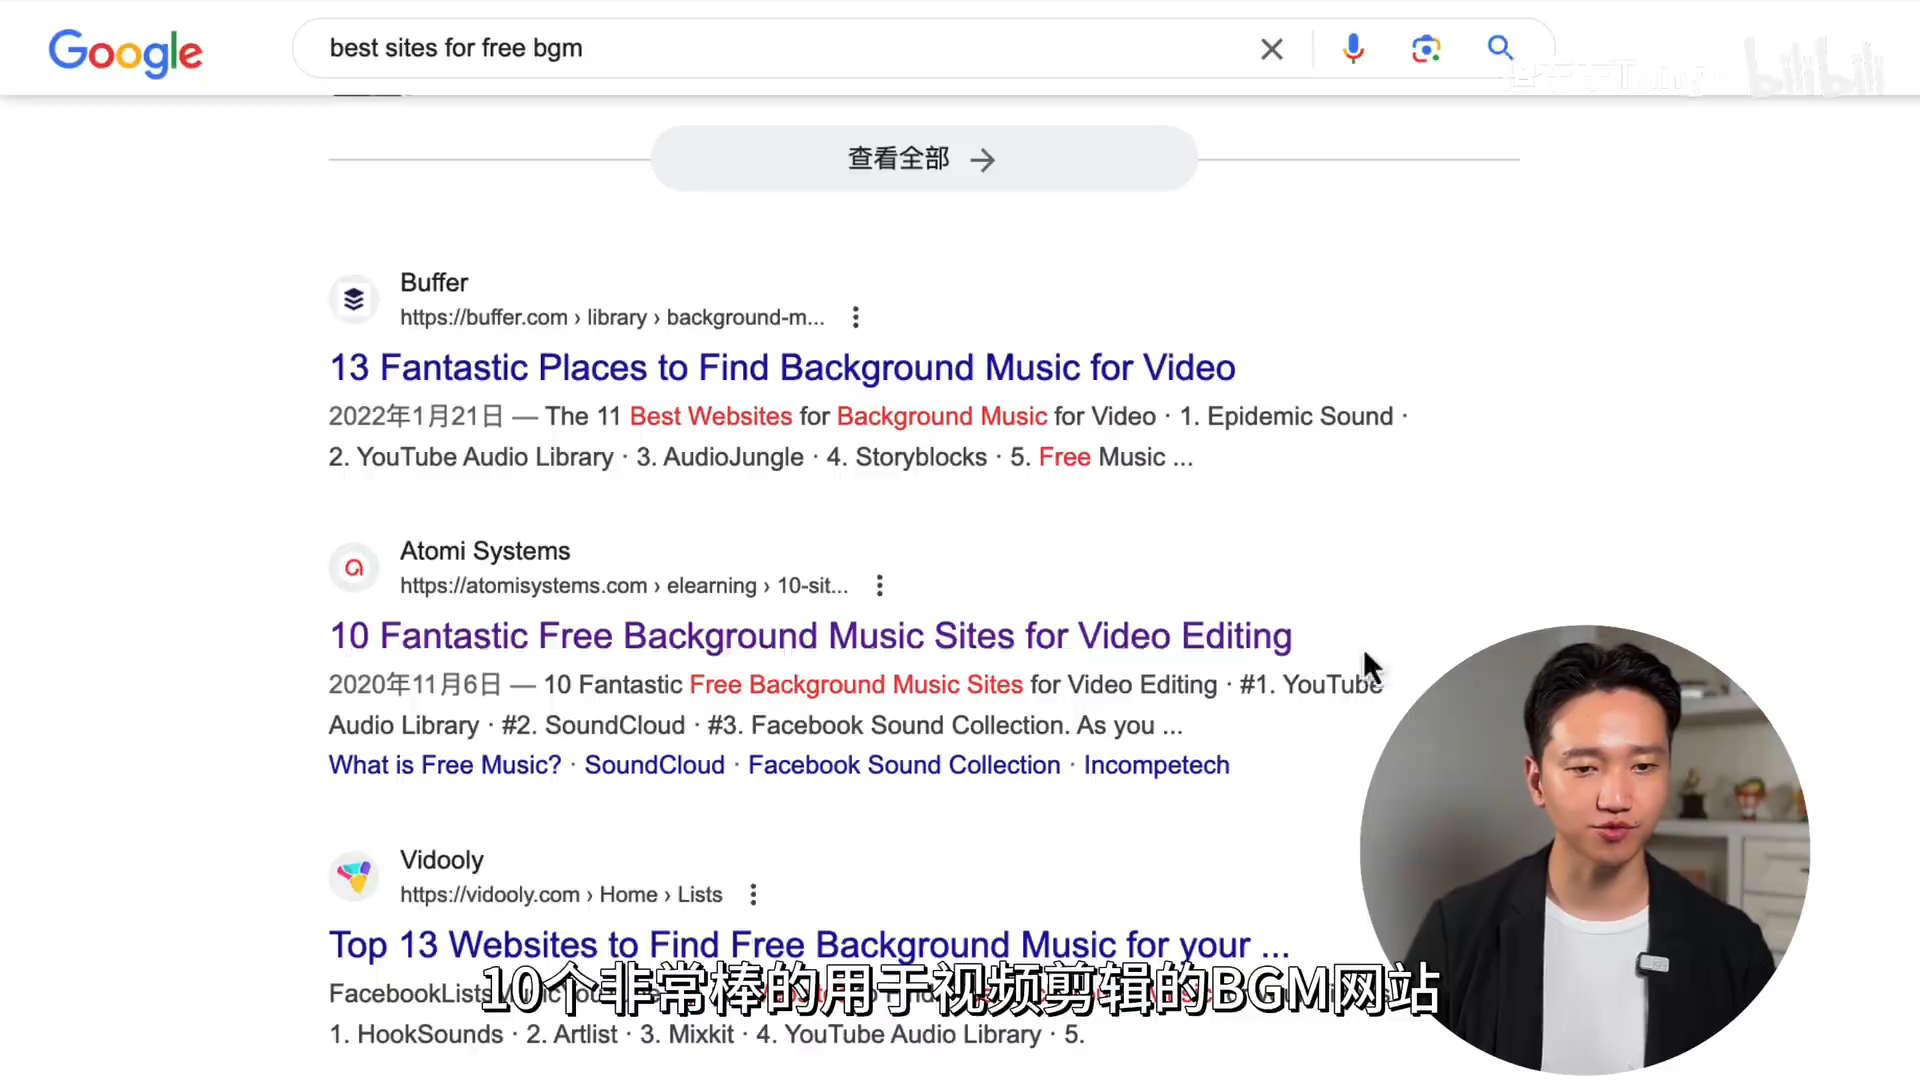 Google
best sites for free bgm
bilibili
查看全部
Buffer
https://buffer.com › library › background-m...
13 Fantastic Places to Find Background Music for Video
2022年1月21日 — The 11 Best Websites for Background Music for Video · 1. Epidemic Sound ·
2. YouTube Audio Library · 3. AudioJungle · 4. Storyblocks · 5. Free Music ...
Atomi Systems
https://atomisystems.com › elearning › 10-sit...
10 Fantastic Free Background Music Sites for Video Editing
2020年11月6日 — 10 Fantastic Free Background Music Sites for Video Editing · #1. YouTube
Audio Library · #2. SoundCloud · #3. Facebook Sound Collection. As you ...
What is Free Music? · SoundCloud · Facebook Sound Collection · Incompetech
Vidooly
https://vidooly.com › Home › Lists
Top 13 Websites to Find Free Background Music for your ...
10个非常棒的用于视频剪辑的BGM网站
1. HookSounds · 2. Artlist · 3. Mixkit · 4. YouTube Audio Library · 5.